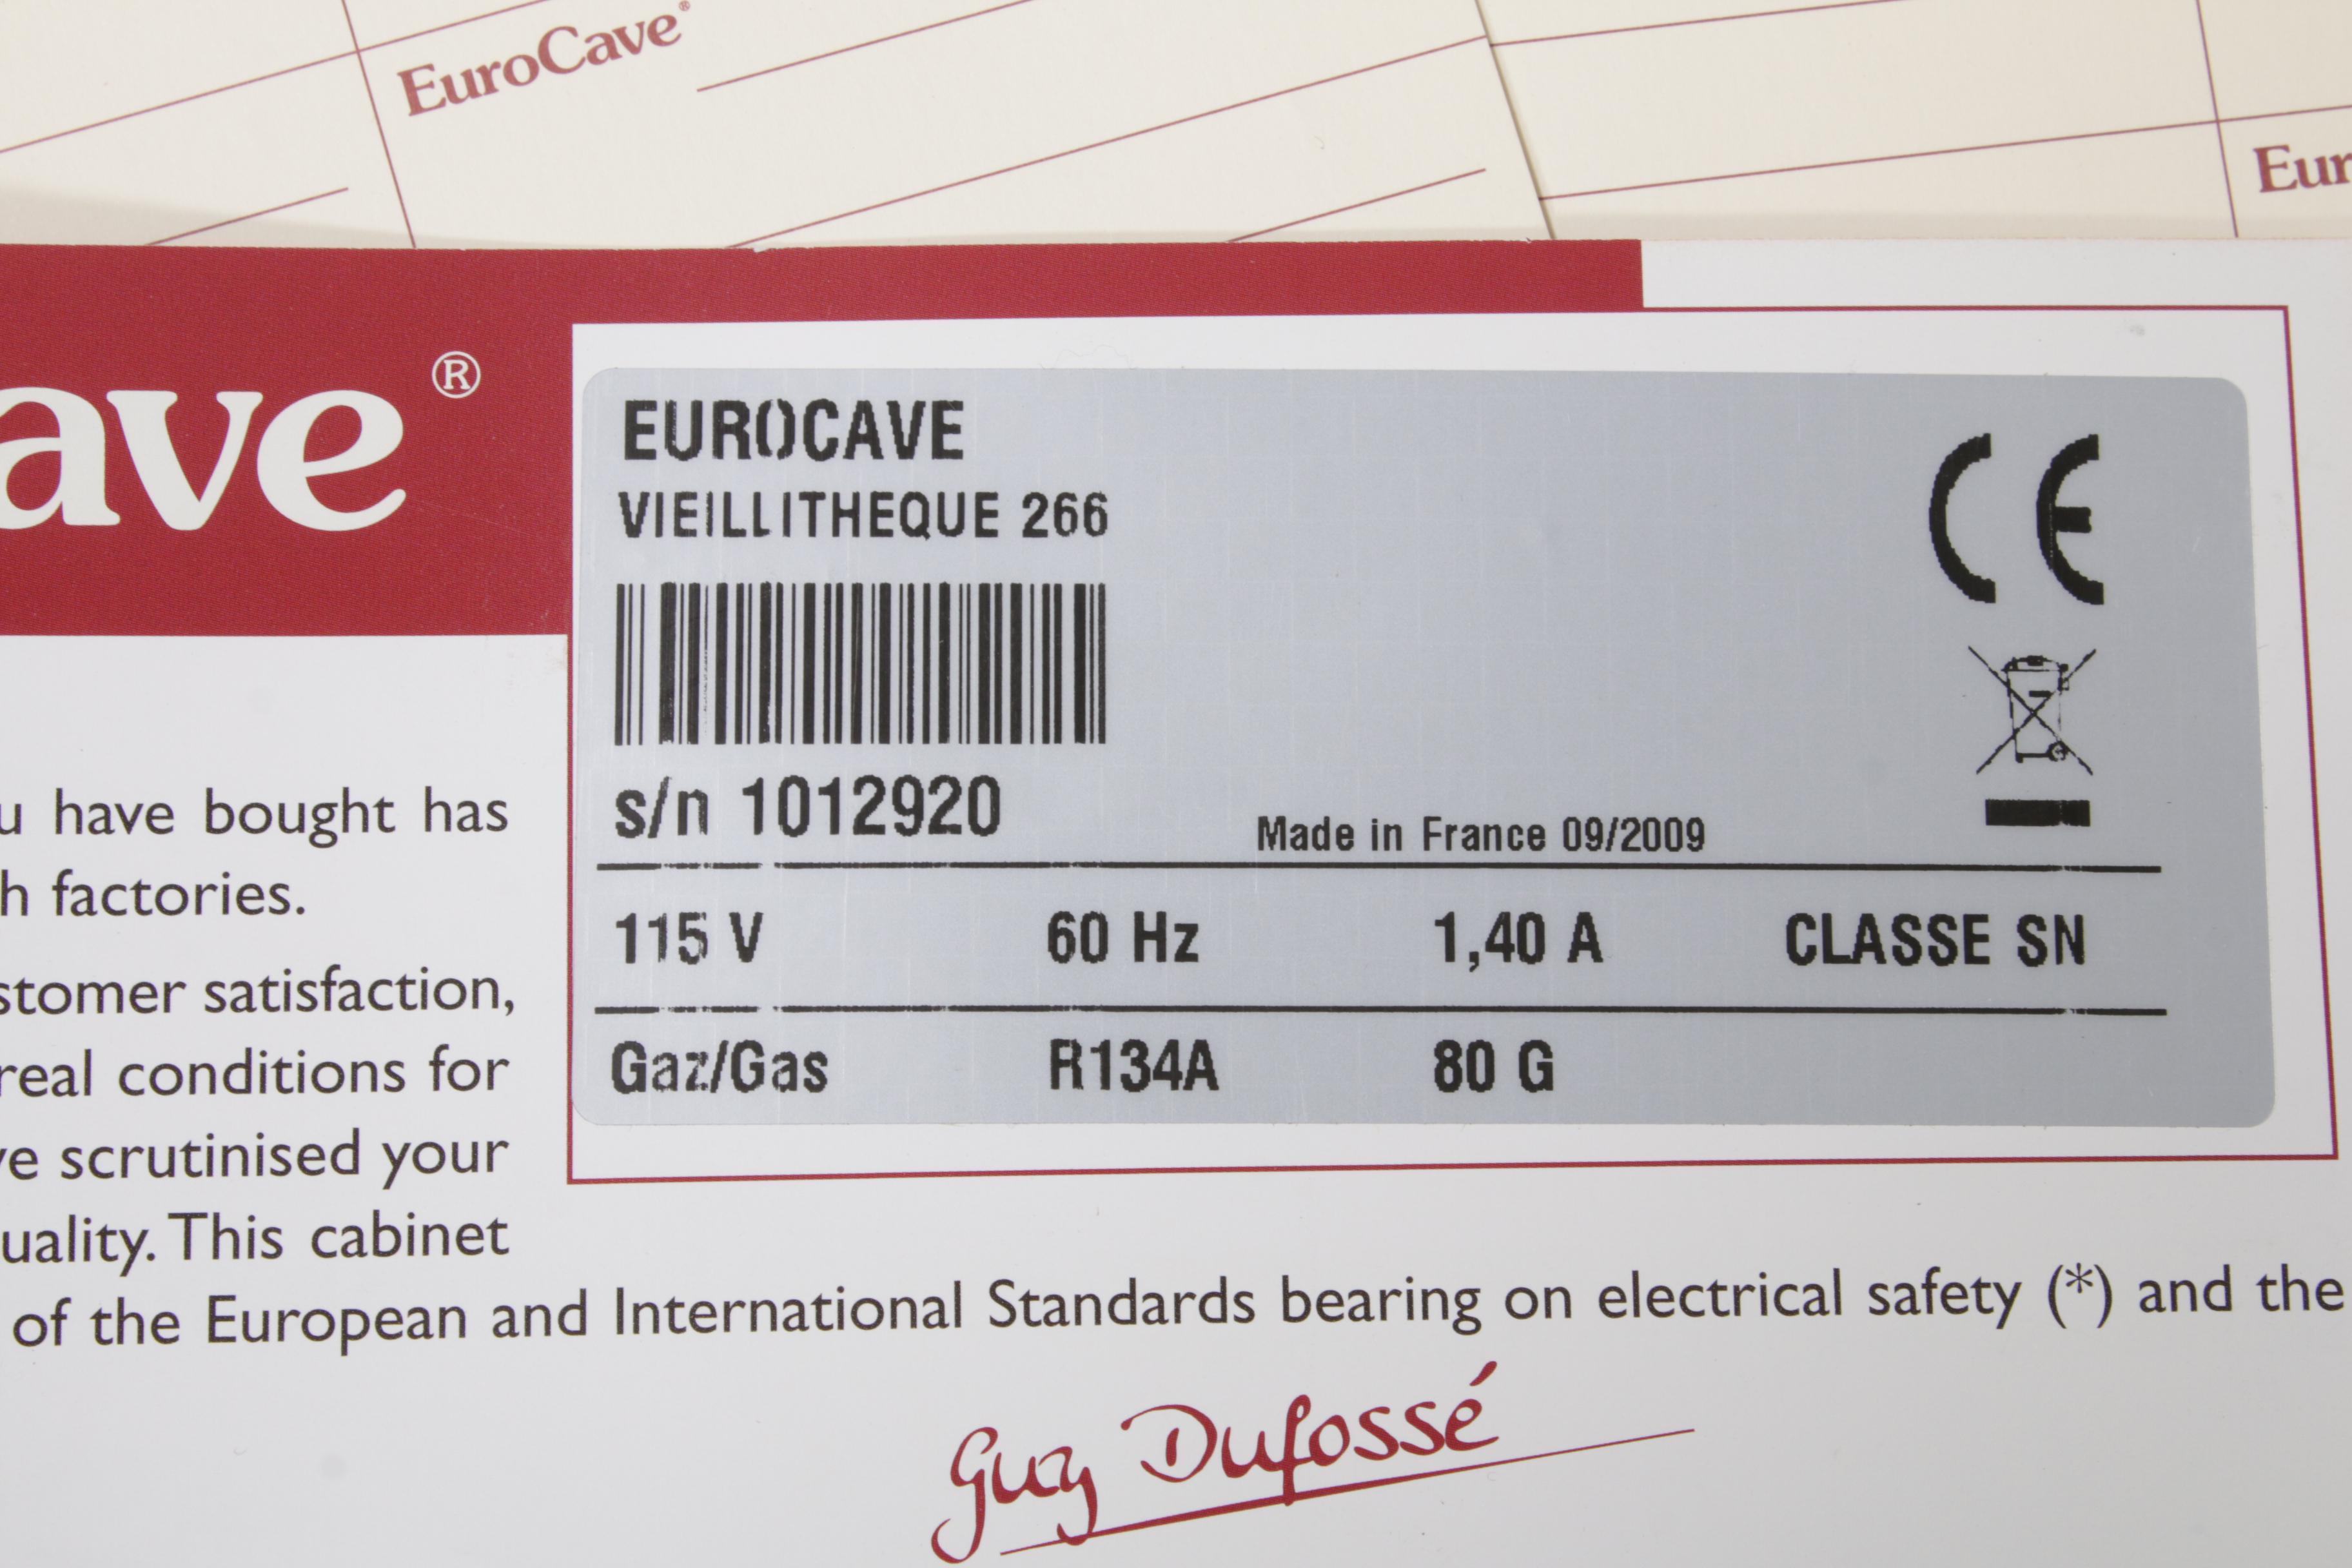 EuroCave®
Eur
ave®
EUROCAVE
VIEILLITHEQUE 266
s/n 1012920
Made in France 09/2009
115 V 60 Hz 1,40 A CLASSE SN
Gaz/Gas R134A 80 G
u have bought has
h factories.
stomer satisfaction,
real conditions for
ve scrutinised your
uality. This cabinet
of the European and International Standards bearing on electrical safety (*) and the
Guy Dufossé